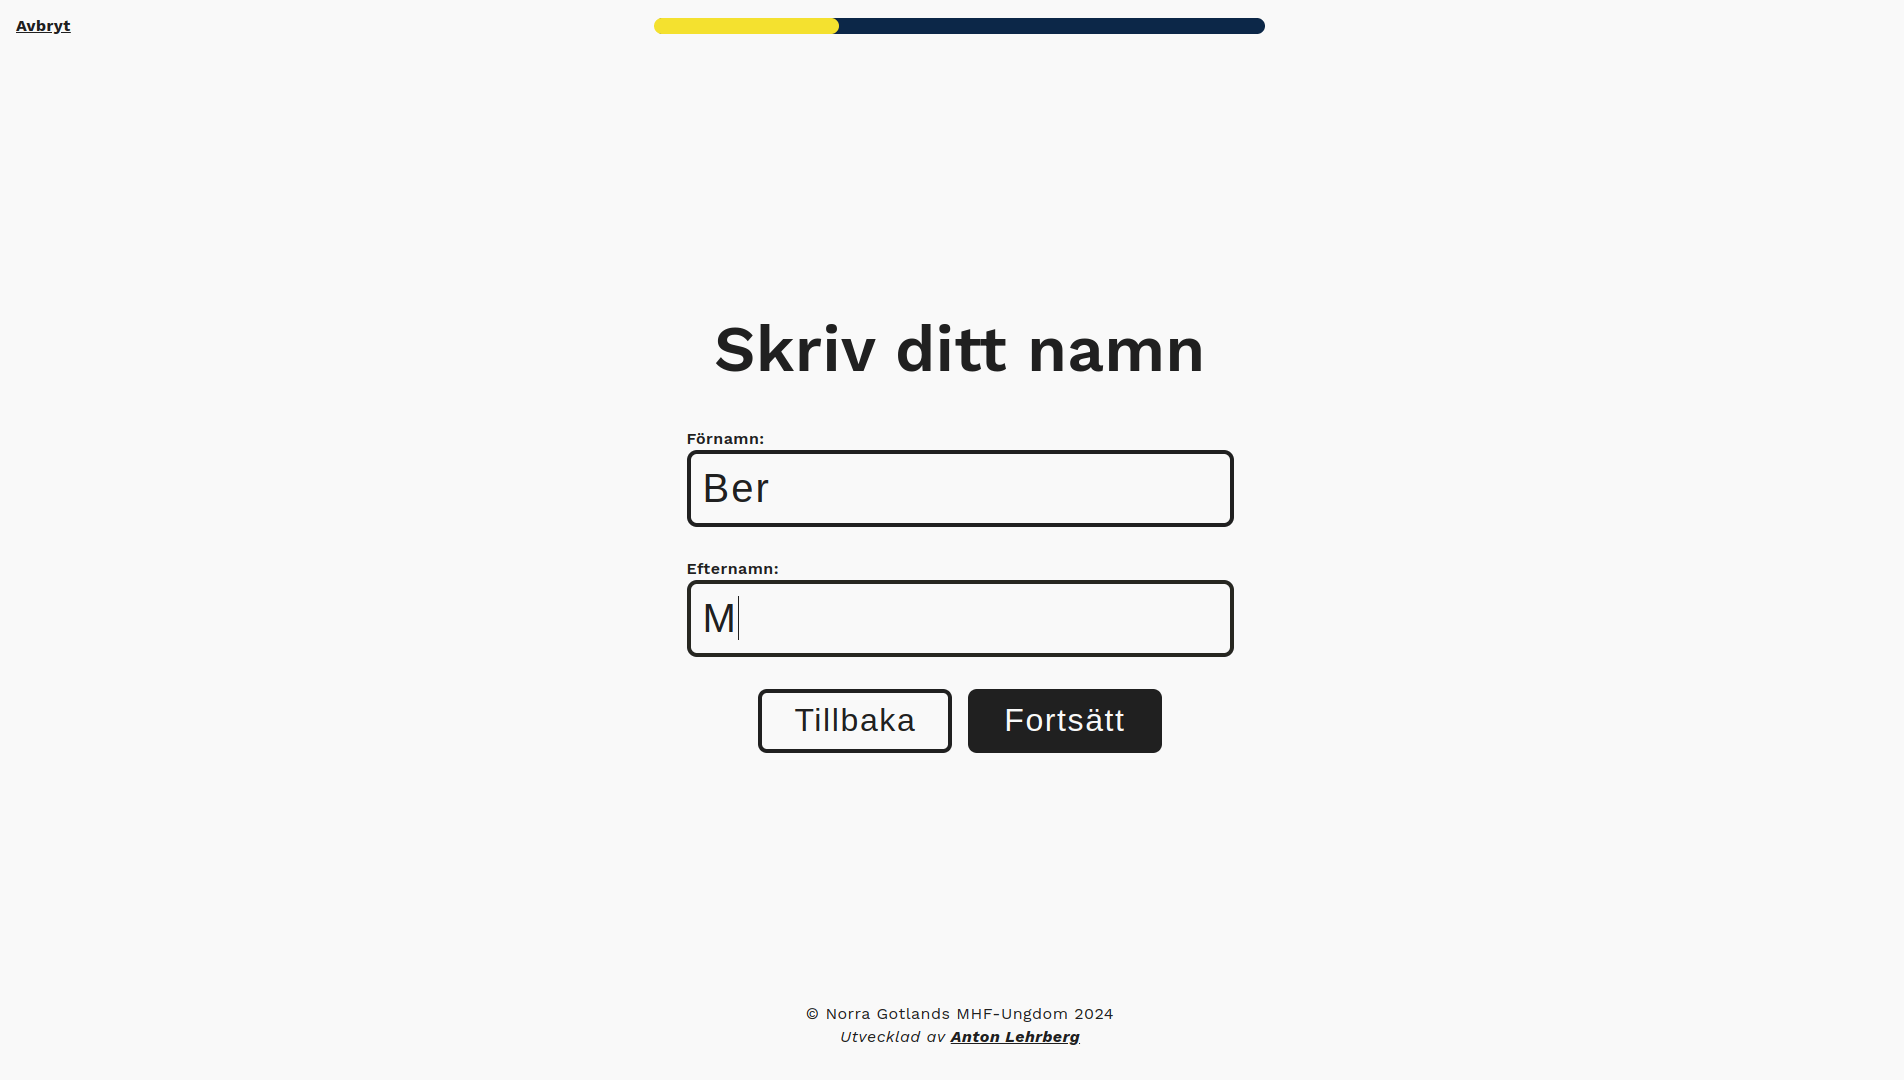 Avbryt
Skriv ditt namn
Förnamn:
Ber
Efternamn:
M
Tillbaka
Fortsätt
© Norra Gotlands MHF-Ungdom 2024
Utvecklad av Anton Lehrberg